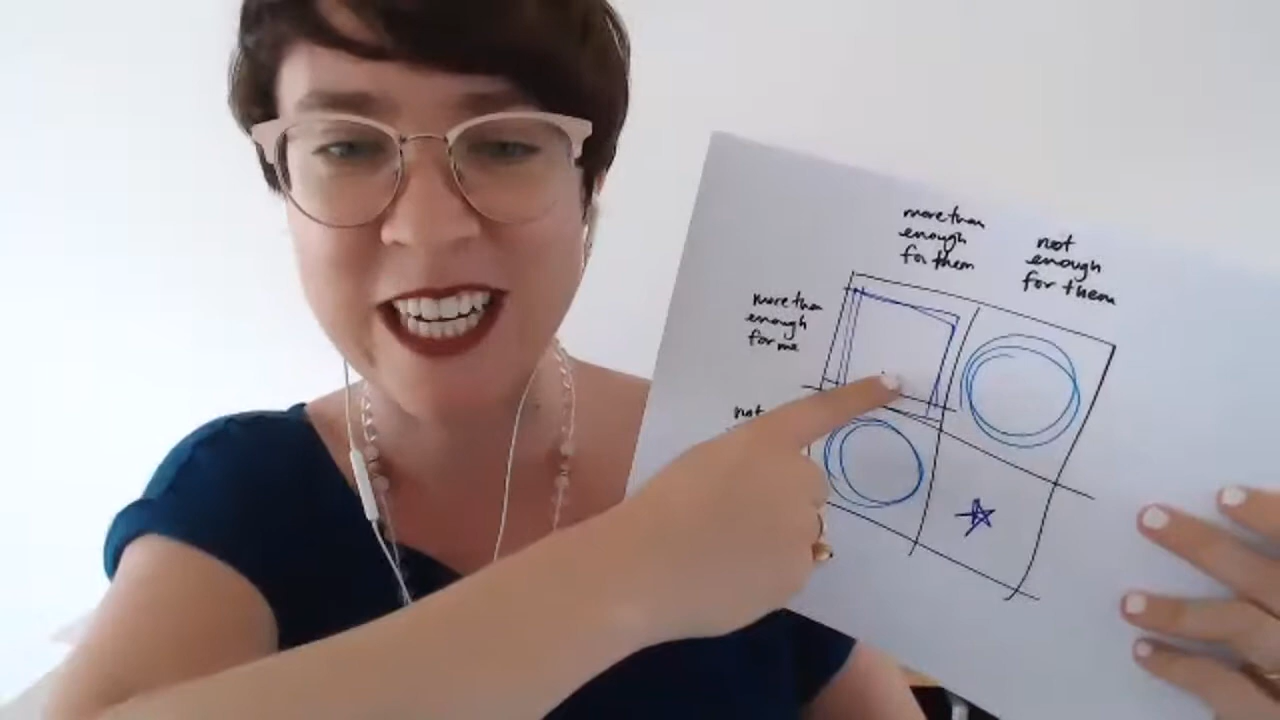 more than
enough
for them
not
enough
for them
more than
enough
for me
not